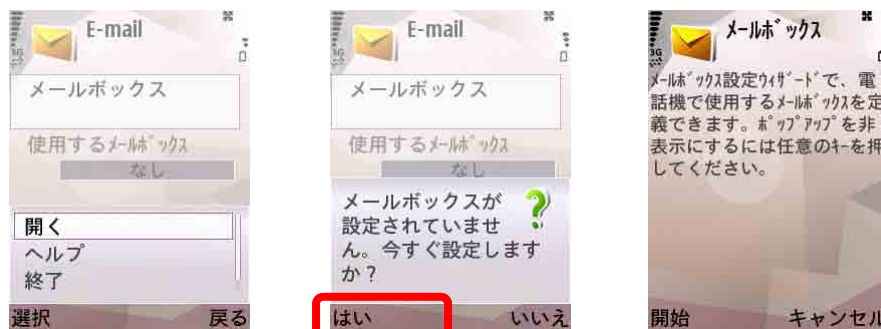 E-mail
3G
メールボックス
使用するﾒｰﾙﾎﾞｯｸｽ
なし
開く
ヘルプ
終了
選択
戻る
E-mail
3G
メールボックス
使用するﾒｰﾙﾎﾞｯｸｽ
なし
メールボックスが
設定されていませ
ん。今すぐ設定します
か？
はい
いいえ
ﾒｰﾙﾎﾞｯｸｽ
3G
ﾒｰﾙﾎﾞｯｸｽ設定ｳｨｻﾞｰﾄﾞで、電
話機で使用するﾒｰﾙﾎﾞｯｸｽを定
義できます。ﾎﾟｯﾌﾟｱｯﾌﾟを非
表示にするには任意のｷｰを押
してください。
開始
キャンセル